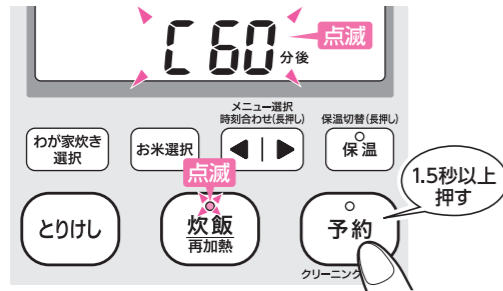 C60分後
点滅
メニュー選択
時刻合わせ(長押し)
保温切替(長押し)
わが家炊き
選択
お米選択
保温
点滅
1.5秒以上
押す
とりけし
炊飯
再加熱
予約
クリーニング